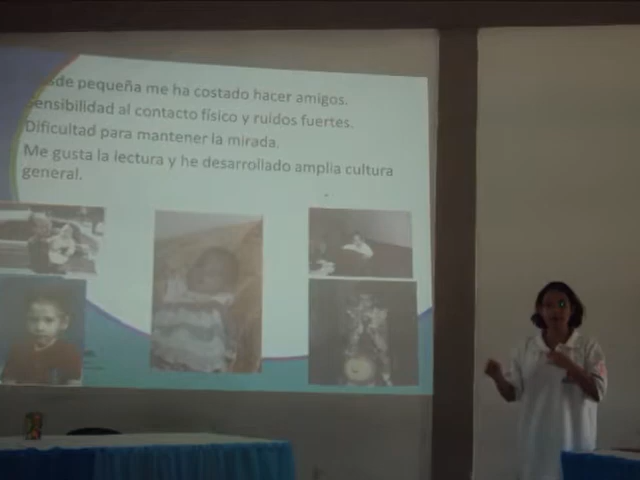 sde pequeña me ha costado hacer amigos.
Sensibilidad al contacto físico y ruidos fuertes.
Dificultad para mantener la mirada.
Me gusta la lectura y he desarrollado amplia cultura
general.